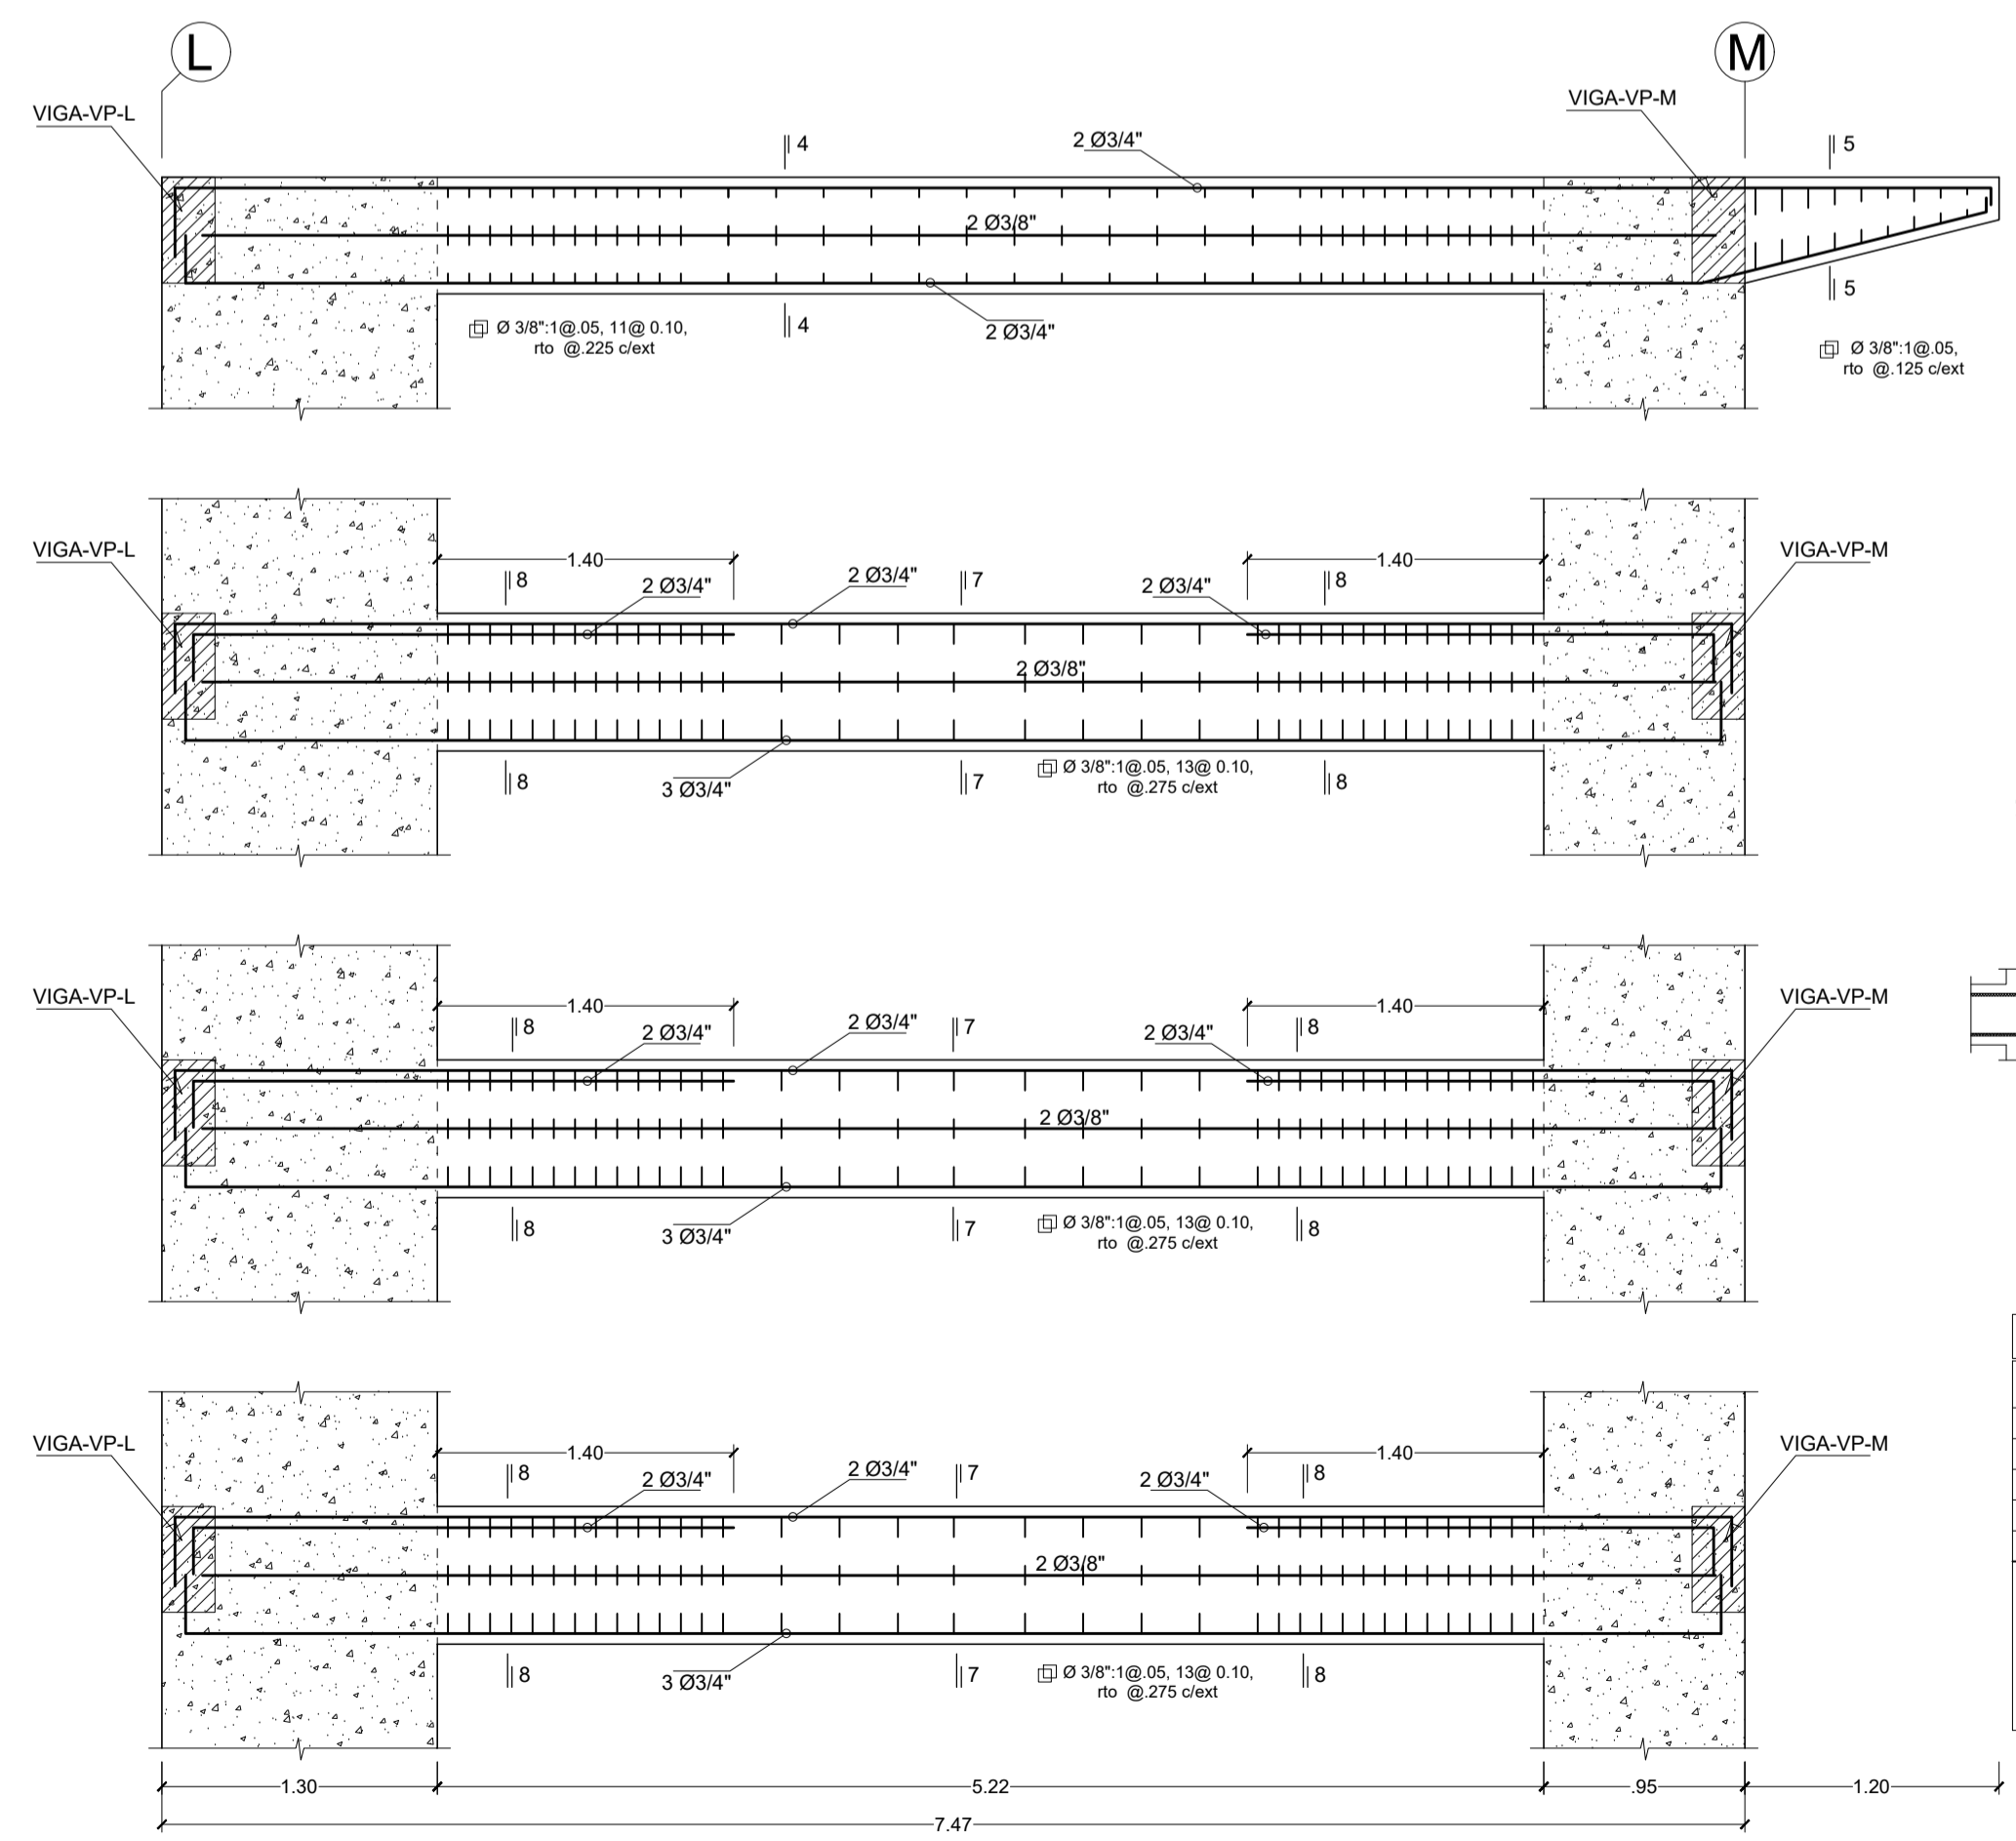 L
M
VIGA-VP-L
VIGA-VP-M
4
2 Ø3/4"
5
2 Ø3/8"
4
2 Ø3/4"
5
Ø 3/8":1@.05, 11@ 0.10,
rto @.225 c/ext
Ø 3/8":1@.05,
rto @.125 c/ext
VIGA-VP-L
1.40
1.40
VIGA-VP-M
8
2 Ø3/4"
2 Ø3/4"
7
2 Ø3/4"
8
2 Ø3/8"
8
3 Ø3/4"
7
Ø 3/8":1@.05, 13@ 0.10,
rto @.275 c/ext
8
VIGA-VP-L
1.40
1.40
VIGA-VP-M
8
2 Ø3/4"
2 Ø3/4"
7
2 Ø3/4"
8
2 Ø3/8"
8
3 Ø3/4"
7
Ø 3/8":1@.05, 13@ 0.10,
rto @.275 c/ext
8
VIGA-VP-L
1.40
1.40
VIGA-VP-M
8
2 Ø3/4"
2 Ø3/4"
7
2 Ø3/4"
8
2 Ø3/8"
8
3 Ø3/4"
7
Ø 3/8":1@.05, 13@ 0.10,
rto @.275 c/ext
8
1.30
5.22
.95
1.20
7.47